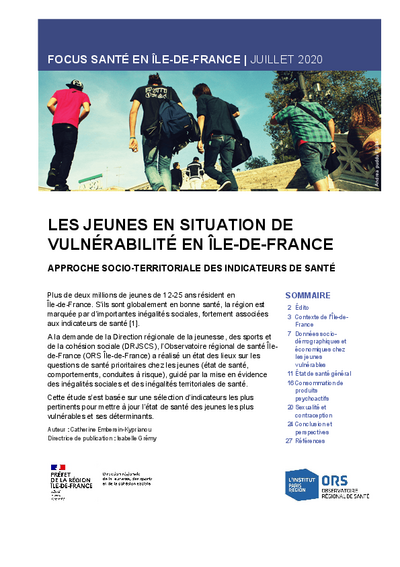 FOCUS SANTÉ EN ÎLE-DE-FRANCE | JUILLET 2020
LES JEUNES EN SITUATION DE
VULNÉRABILITÉ EN ÎLE-DE-FRANCE
APPROCHE SOCIO-TERRITORIALE DES INDICATEURS DE SANTÉ
Plus de deux millions de jeunes de 12-25 ans résident en
Île-de-France. S'ils sont globalement en bonne santé, la région est
marquée par d'importantes inégalités sociales, fortement associées
aux indicateurs de santé [1].
A la demande de la Direction régionale de la jeunesse, des sports et
de la cohésion sociale (DRJSCS), l'Observatoire régional de santé Île-
de-France (ORS Île-de-France) a réalisé un état des lieux sur les
questions de santé prioritaires chez les jeunes (état de santé,
comportements, conduites à risque), guidé par la mise en évidence
des inégalités sociales et des inégalités territoriales de santé.
Cette étude s'est basée sur une sélection d'indicateurs les plus
pertinents pour mettre à jour l'état de santé des jeunes les plus
vulnérables et ses déterminants.
Auteur : Catherine Embersin-Kyprianou
Directrice de publication : Isabelle Grémy
SOMMAIRE
2 Édito
3 Contexte de l'Île-de-
France
7 Données socio-
démographiques et
économiques chez
les jeunes
vulnérables
11 État de santé général
16 Consommation de
produits
psychoactifs
20 Sexualité et
contraception
24 Conclusion et
perspectives
27 Références
PRÉFET
DE LA RÉGION
ÎLE-DE-FRANCE
Direction régionale
de la jeunesse, des sports
et de la cohésion sociale
L'INSTITUT
PARIS
REGION
ORS
OBSERVATOIRE
RÉGIONAL DE SANTÉ